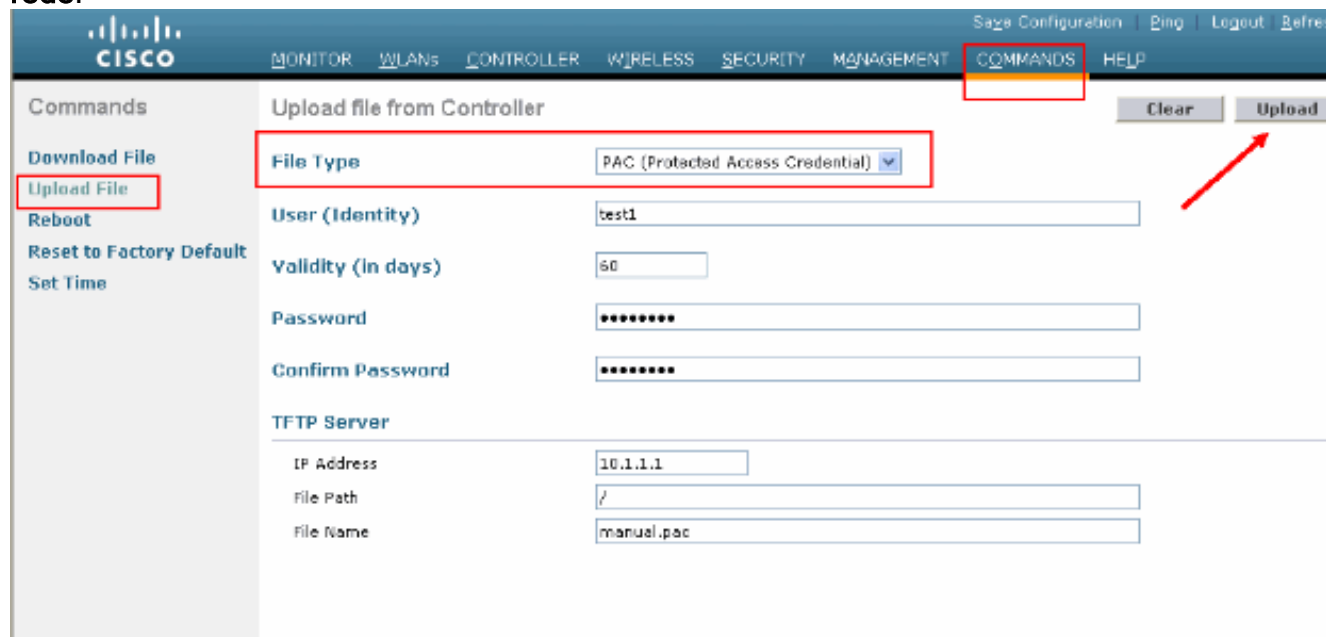 Save Configuration | Ping | Logout | Refre
CISCO
MONITOR WLANs CONTROLLER WIRELESS SECURITY MANAGEMENT COMMANDS HELP
Commands
Download File
Upload File
Reboot
Reset to Factory Default
Set Time
Upload file from Controller
Clear
Upload
File Type PAC (Protected Access Credential)
User (Identity) test1
Validity (in days) 60
Password ••••••••
Confirm Password ••••••••
TFTP Server
IP Address 10.1.1.1
File Path /
File Name manual.pac